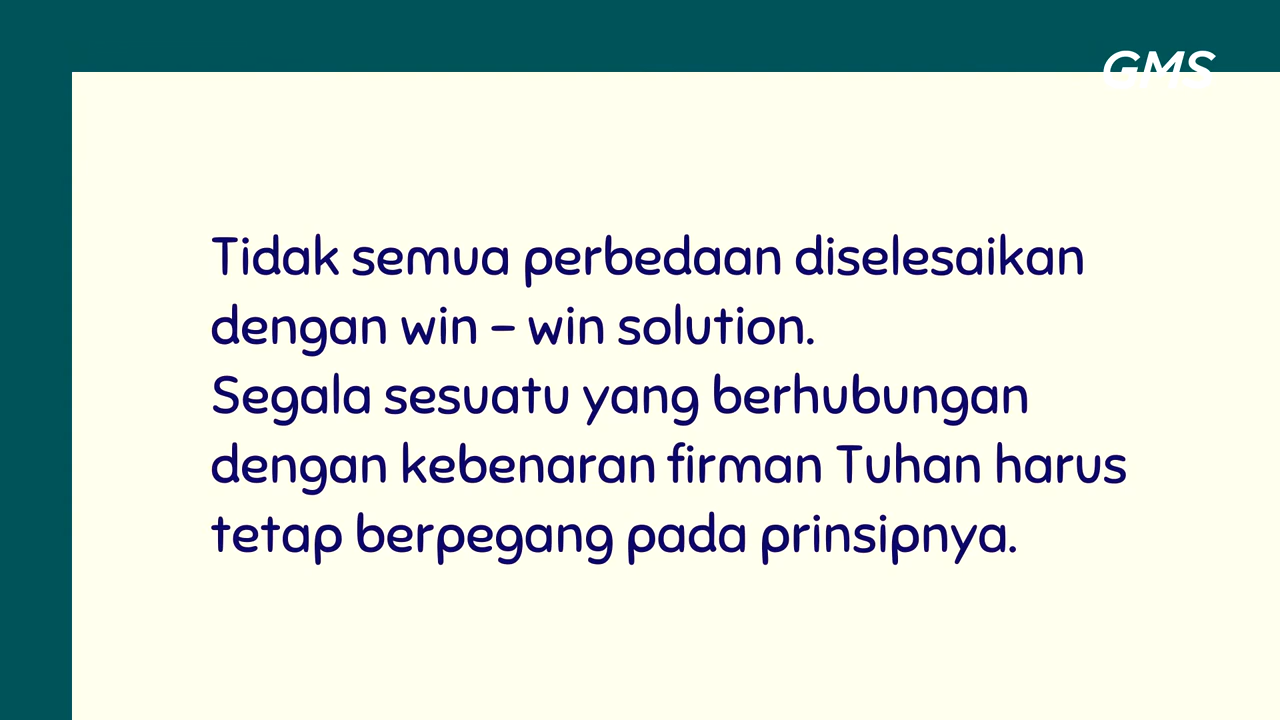 GMS
Tidak semua perbedaan diselesaikan
dengan win - win solution.
Segala sesuatu yang berhubungan
dengan kebenaran firman Tuhan harus
tetap berpegang pada prinsipnya.